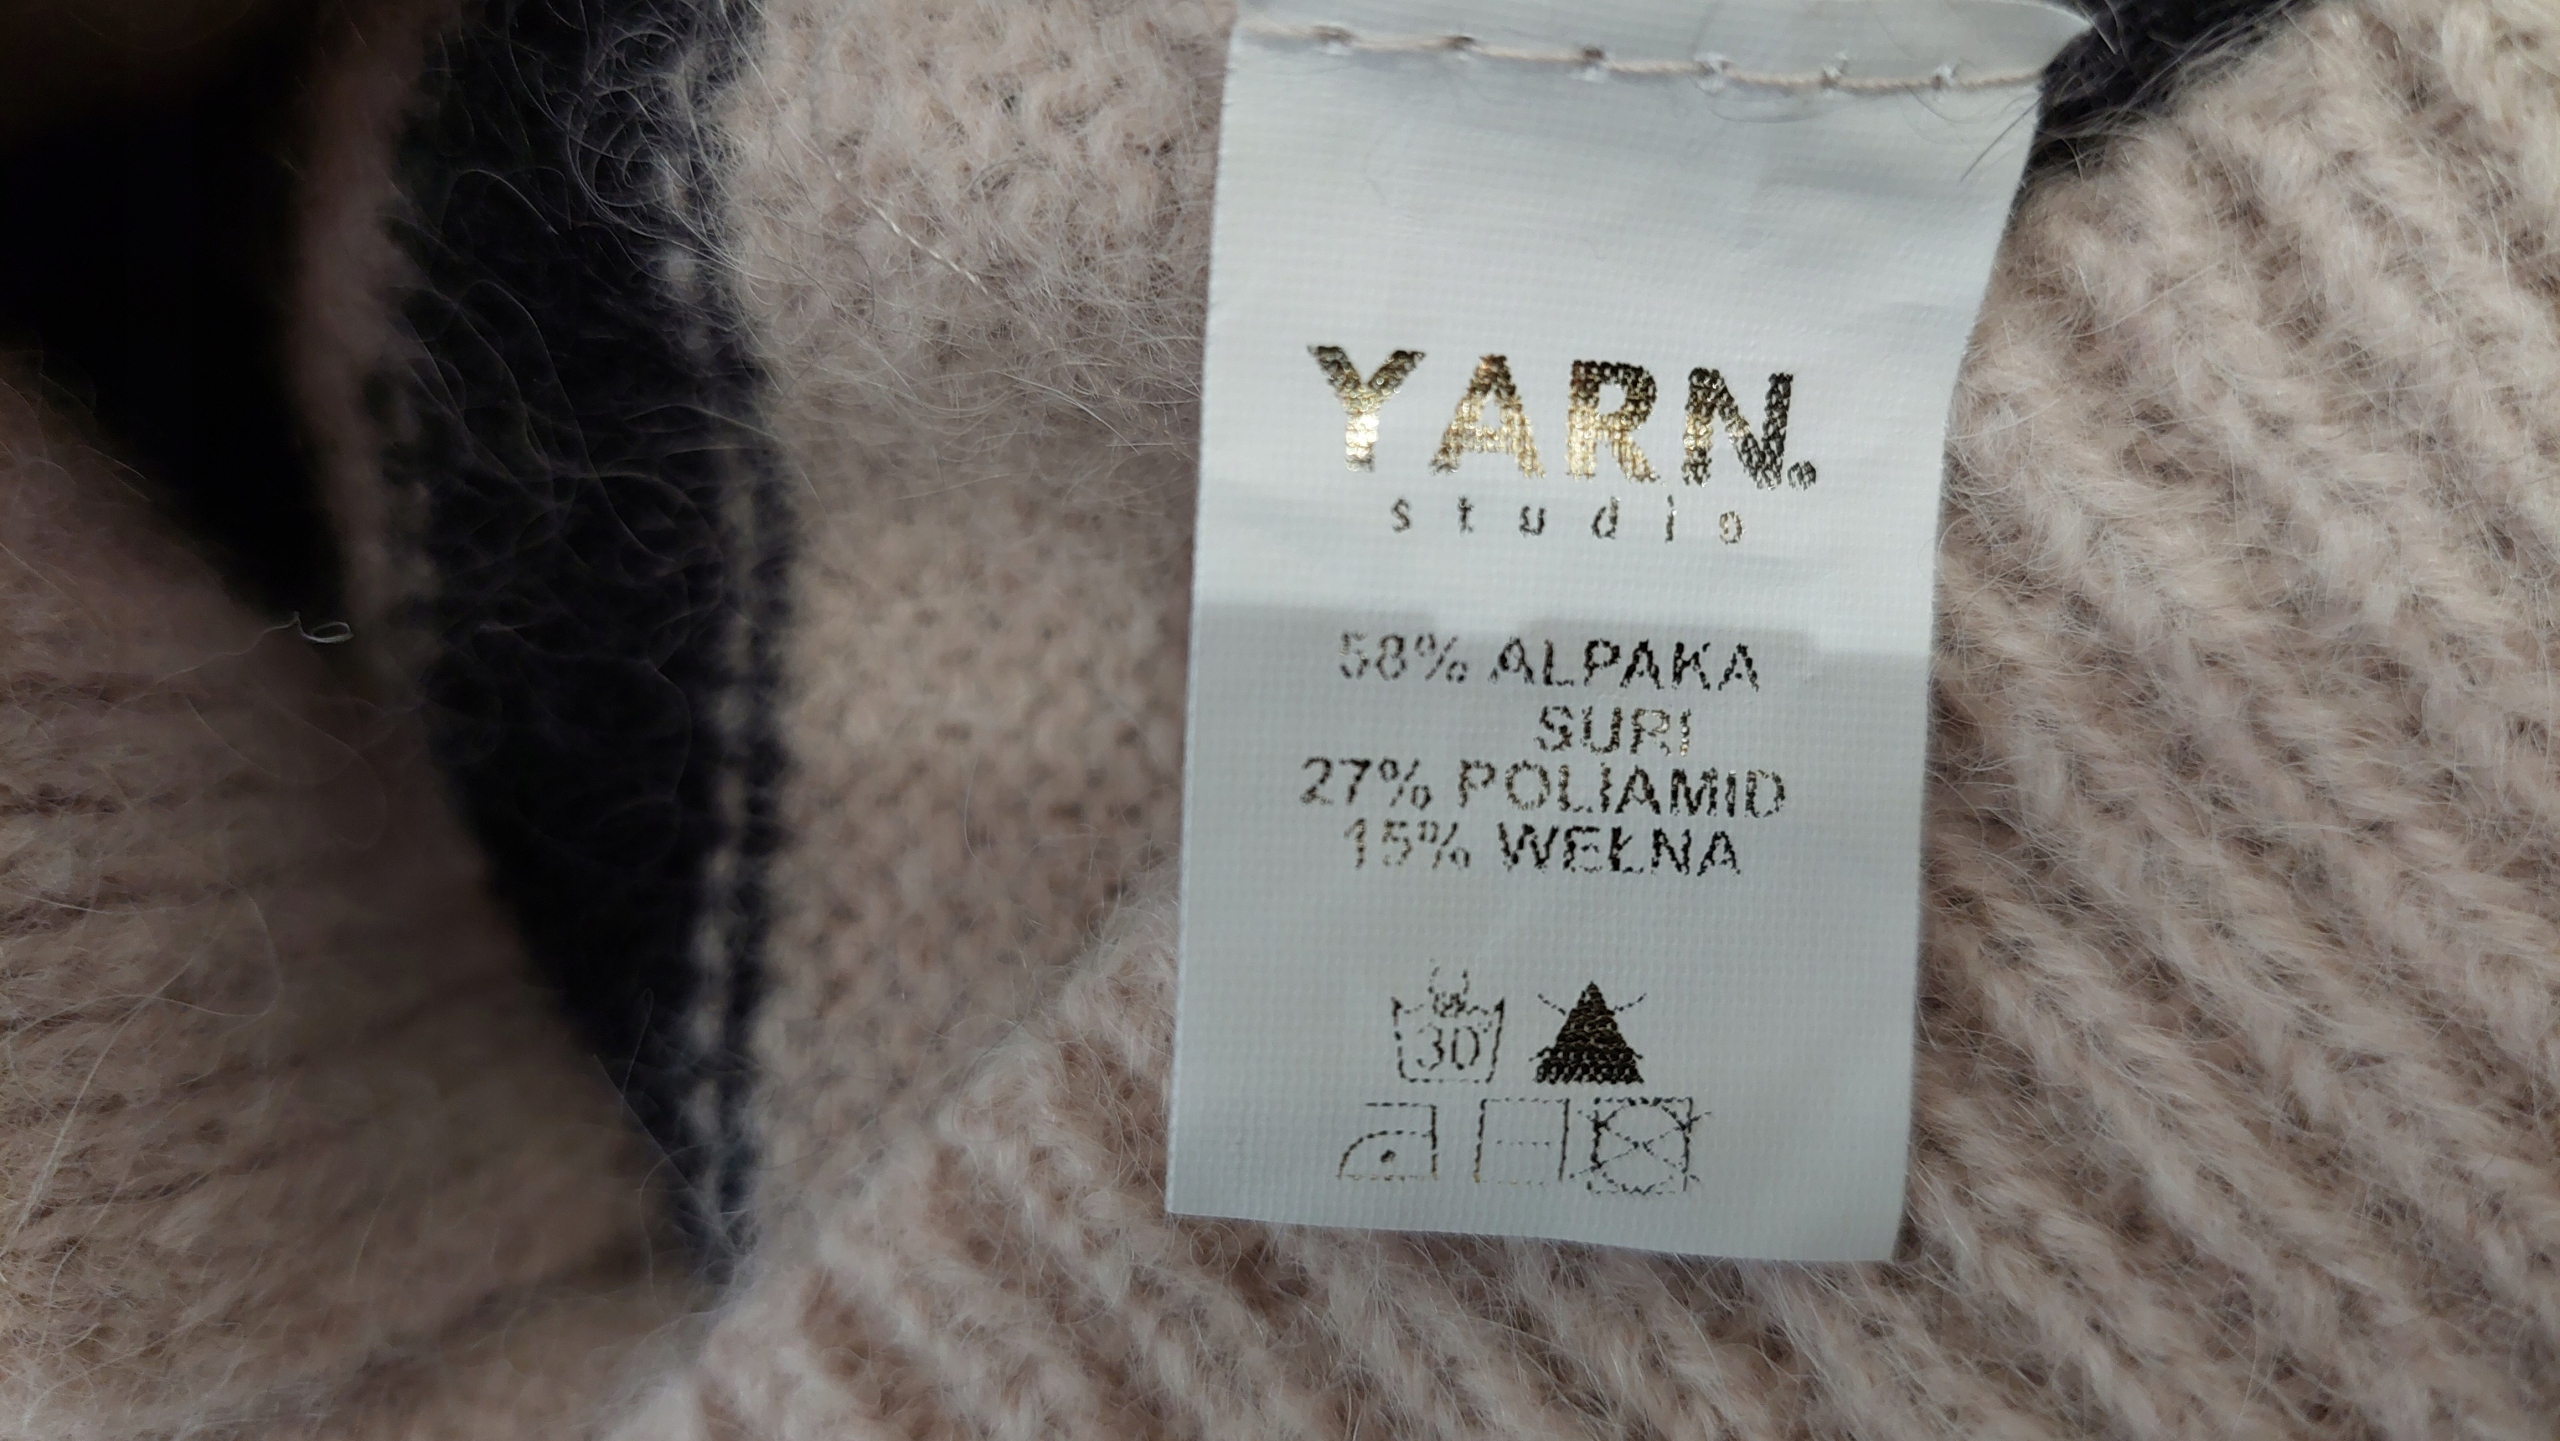 YARN.
studio
58% ALPAKA
SURI
27% POLIAMID
15% WEŁNA
30°